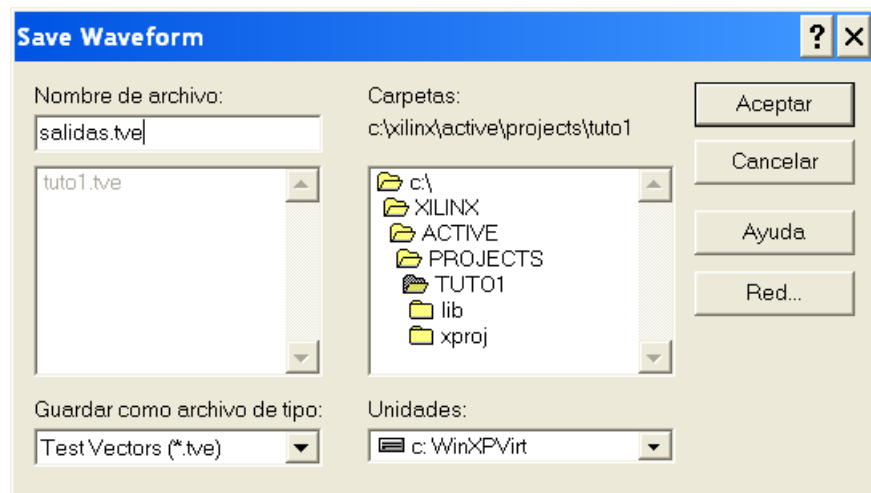 Save Waveform
?
×
Nombre de archivo:
salidas.tve
tuto1.tve
Guardar como archivo de tipo:
Test Vectors (*.tve)
Carpetas:
c:\xilinx\active\projects\tuto1
c:\
XILINX
ACTIVE
PROJECTS
TUTO1
lib
xproj
Unidades:
c: WinXPVirt
Aceptar
Cancelar
Ayuda
Red...